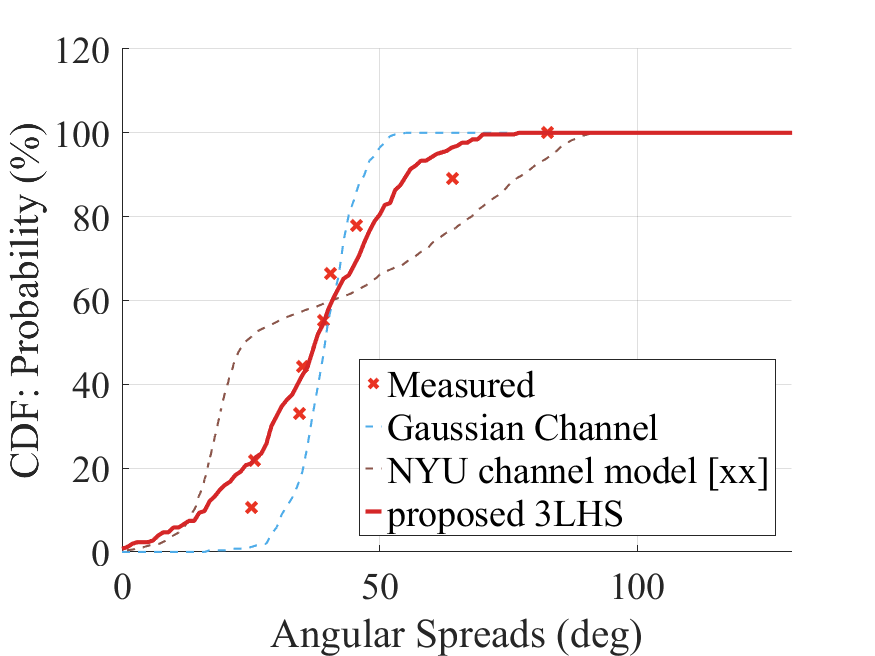 120
100
80
60
40
20
0
CDF: Probability (%)
Measured
Gaussian Channel
NYU channel model [xx]
proposed 3LHS
0 50 100
Angular Spreads (deg)